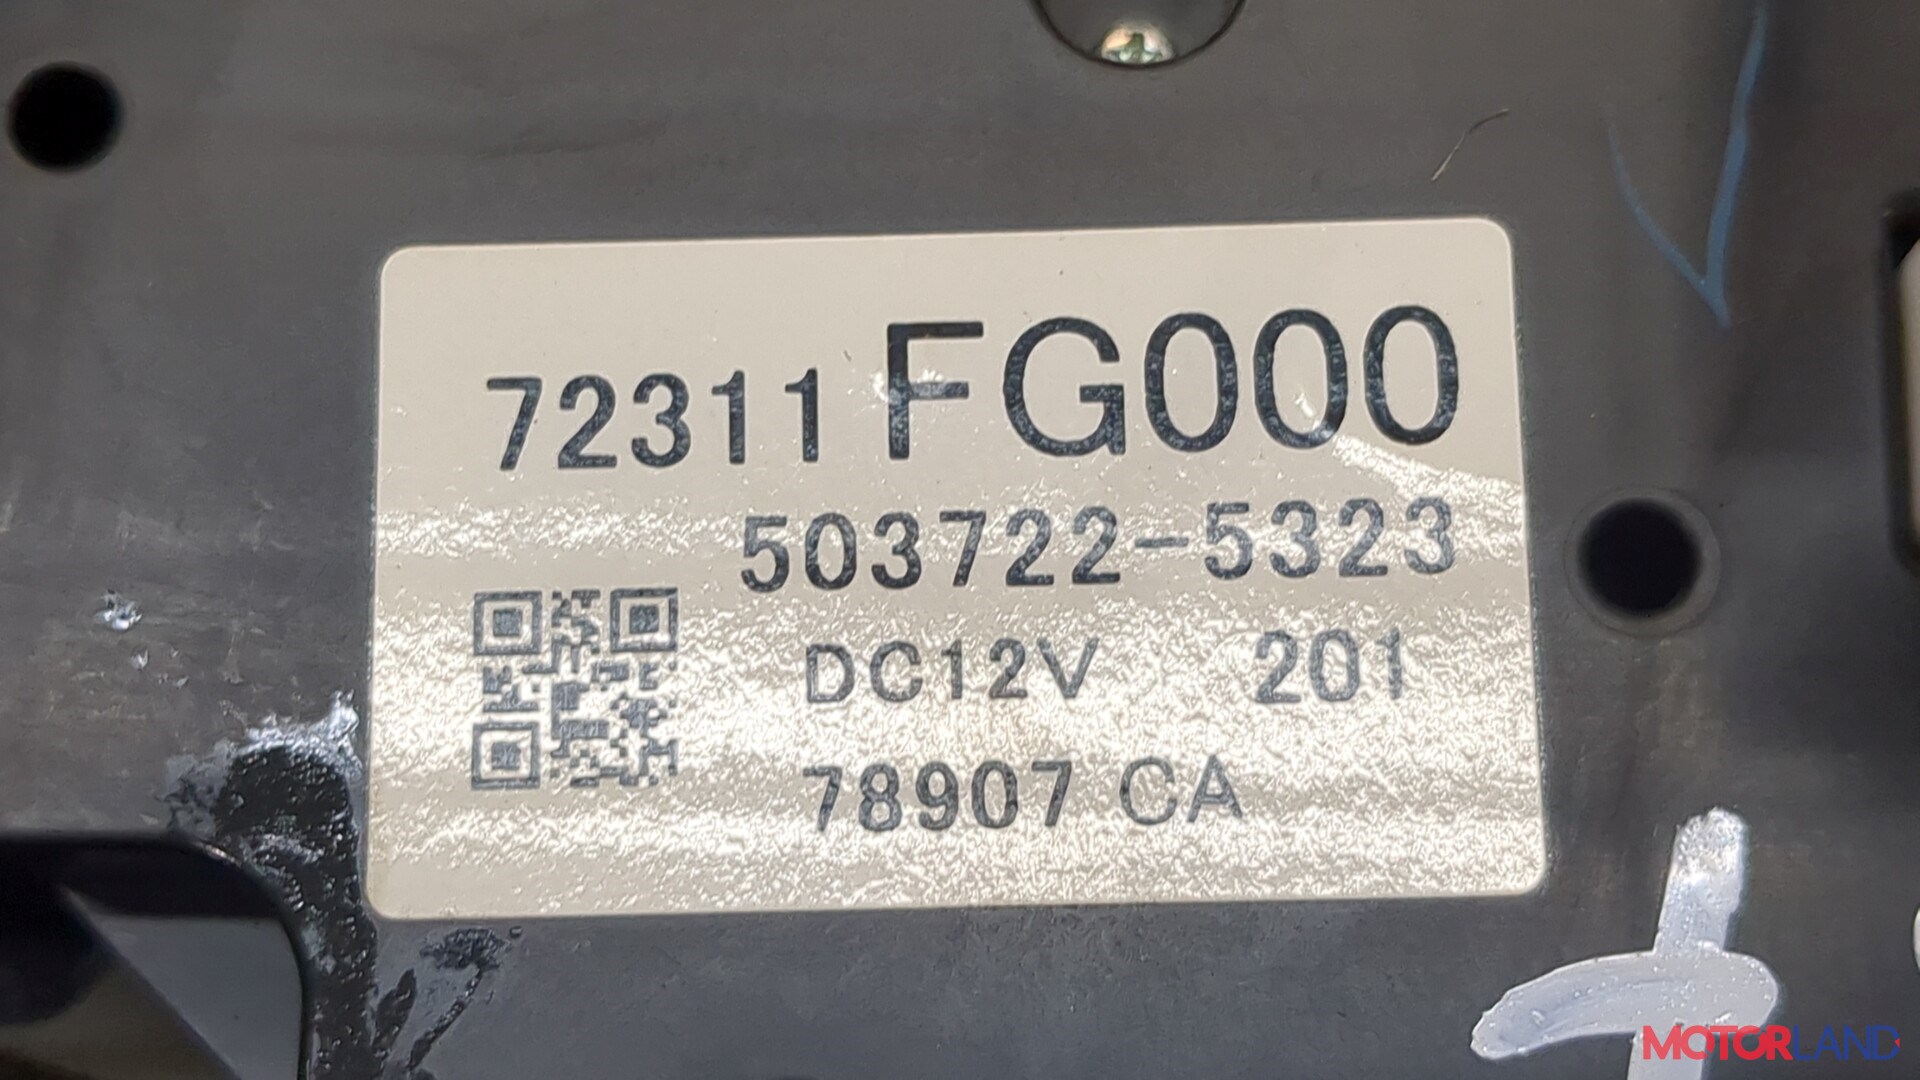 72311 FG000
503722-5323
DC12V 201
78907 CA
MOTORLAND